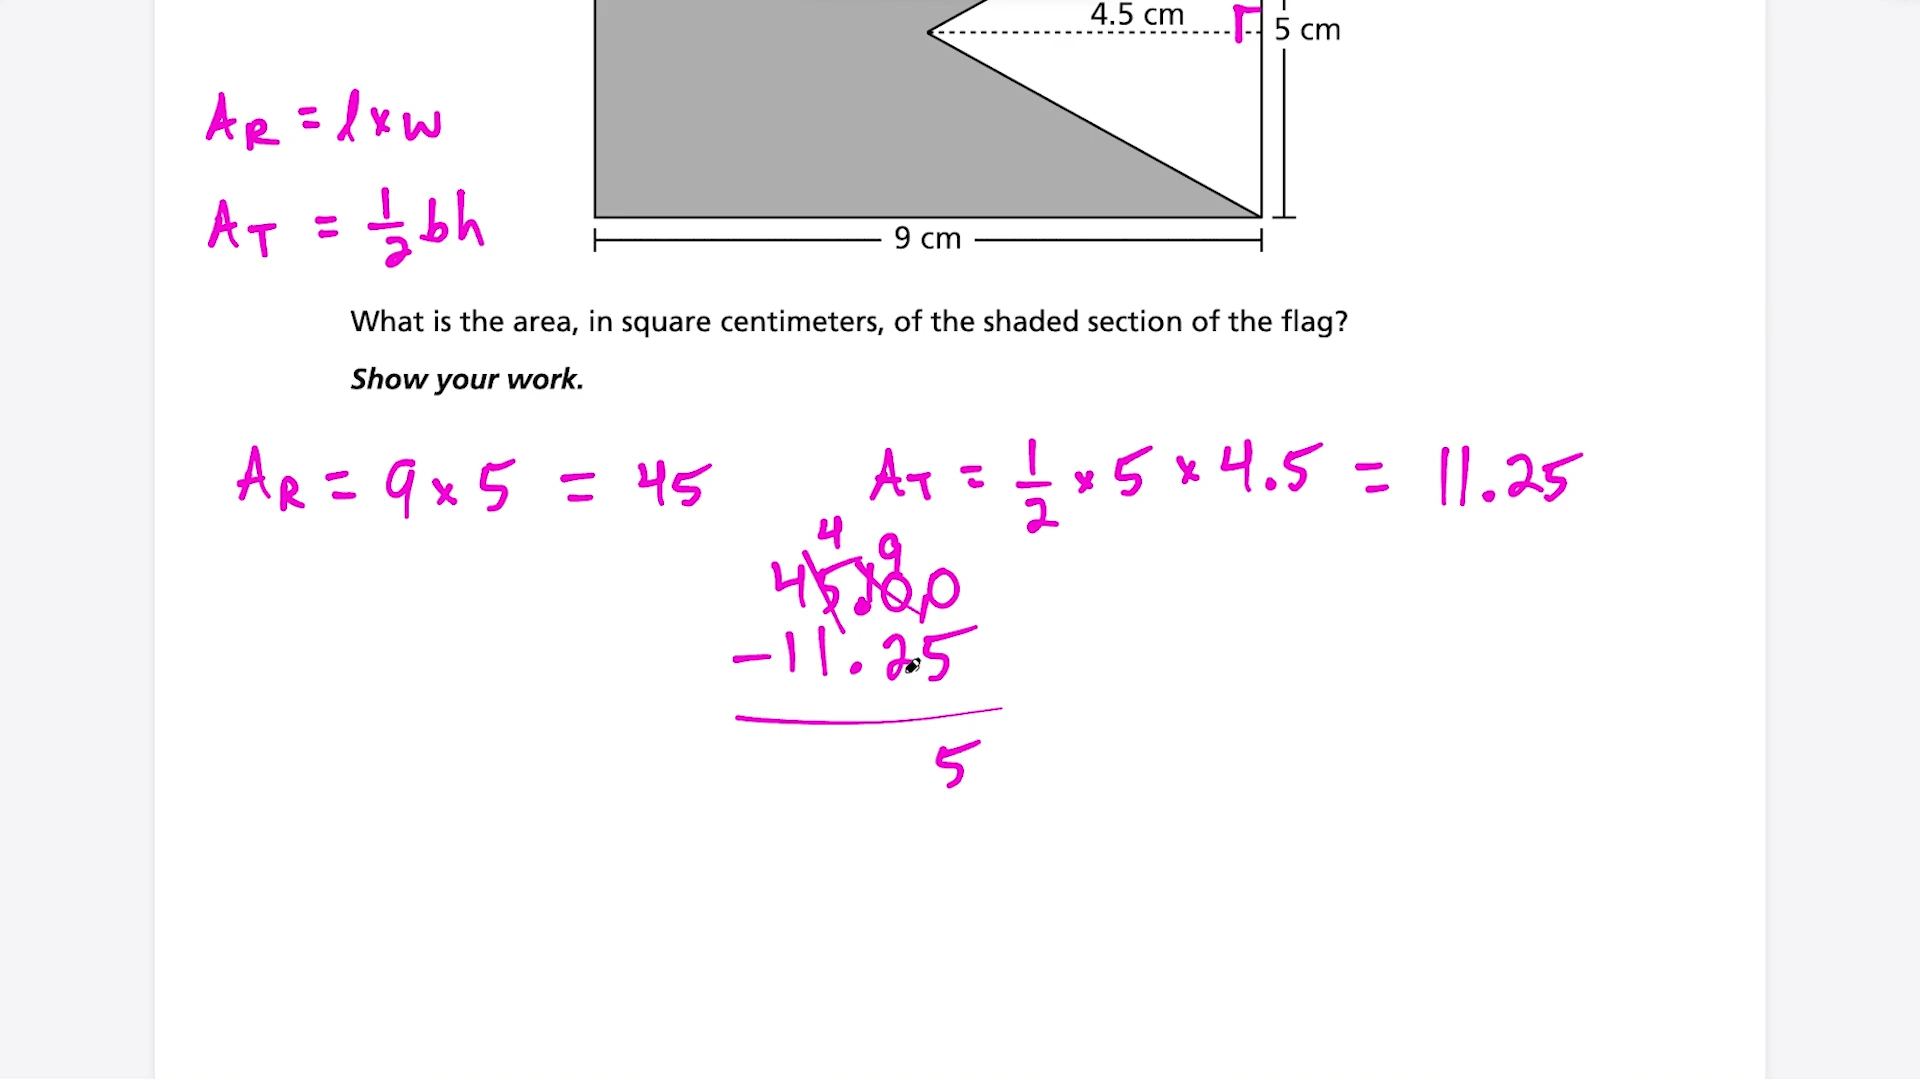 4.5 cm
5 cm
A_R = l × w
A_T = 1/2 bh
9 cm
What is the area, in square centimeters, of the shaded section of the flag?
Show your work.
A_R = 9 × 5 = 45
A_T = 1/2 × 5 × 4.5 = 11.25
4 9
45.100
-11.25
5